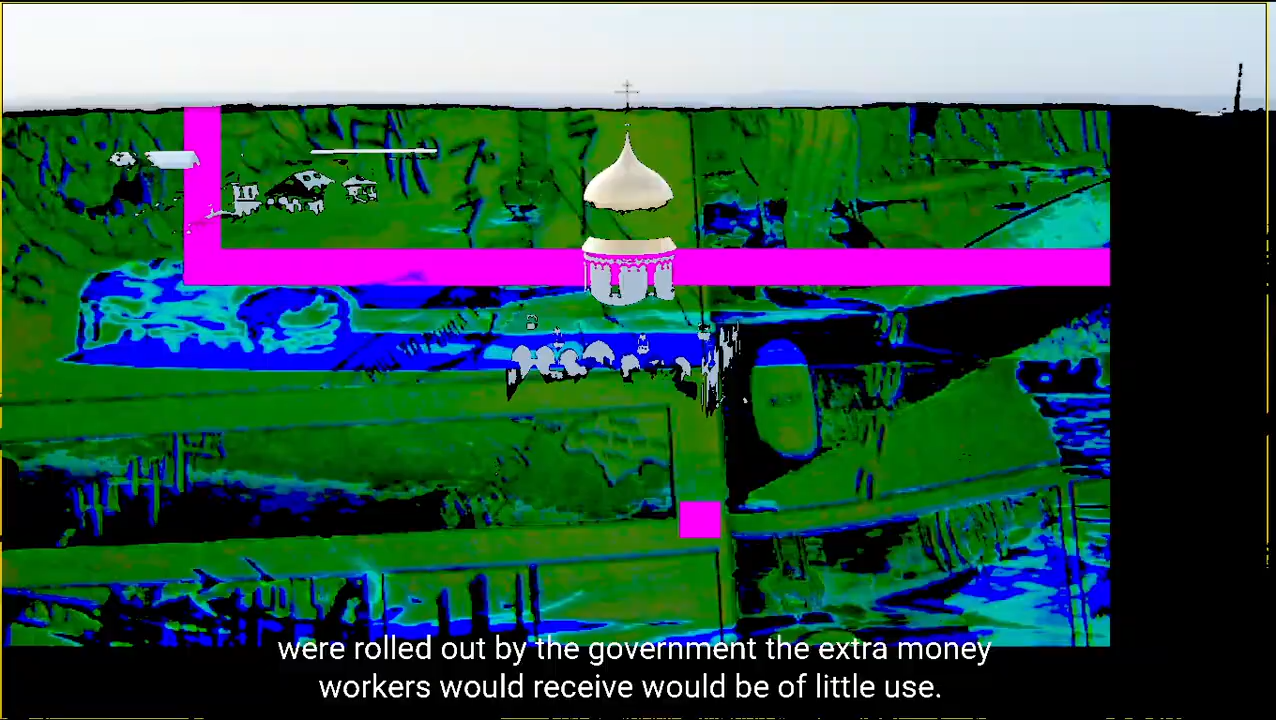 were rolled out by the government the extra money
workers would receive would be of little use.